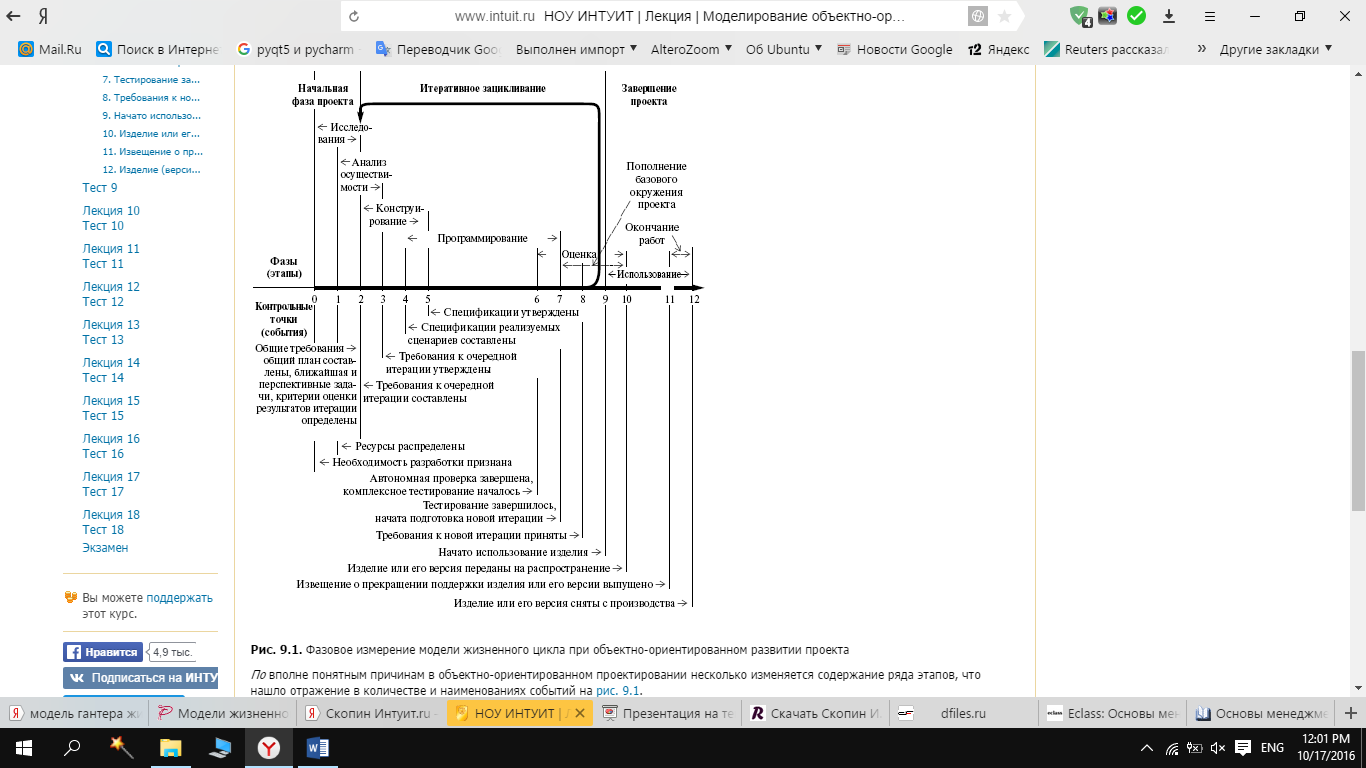 www.intuit.ru НОУ ИНТУИТ | Лекция | Моделирование объектно-ор…
4
Mail.Ru
Поиск в Интерне
pyqt5 и pycharm -
Переводчик Goo
Выполнен импорт
AlteroZoom
Об Ubuntu
Новости Google
Яндекс
Reuters рассказал
Другие закладки
7. Тестирование за...
8. Требования к но...
9. Начато использо...
10. Изделие или ег...
11. Извещение о пр...
12. Изделие (верси...
Тест 9
Лекция 10
Тест 10
Лекция 11
Тест 11
Лекция 12
Тест 12
Лекция 13
Тест 13
Лекция 14
Тест 14
Лекция 15
Тест 15
Лекция 16
Тест 16
Лекция 17
Тест 17
Лекция 18
Тест 18
Экзамен
Вы можете поддержать
этот курс.
Нравится
4,9 тыс.
Подписаться на ИНТУ
Начальная
фаза проекта
Итеративное зацикливание
Завершение
проекта
← Исследо-
вания →
← Анализ
осуществи-
мости →
← Конструи-
рование →
← Программирование →
← Оценка →
Пополнение
базового
окружения
проекта
Окончание
работ
← Использование →
Фазы
(этапы)
0 1 2 3 4 5 6 7 8 9 10 11 12
Контрольные
точки
(события)
← Спецификации утверждены
← Спецификации реализуемых
сценариев составлены
← Требования к очередной
итерации утверждены
← Требования к очередной
итерации составлены
Общие требования →
общий план состав-
лены, ближайшая и
перспективные зада-
чи, критерии оценки
результатов итерации
определены
← Ресурсы распределены
← Необходимость разработки признана
Автономная проверка завершена,
комплексное тестирование началось →
Тестирование завершилось,
начата подготовка новой итерации →
Требования к новой итерации приняты →
Начато использование изделия →
Изделие или его версия переданы на распространение →
Извещение о прекращении поддержки изделия или его версии выпущено →
Изделие или его версия сняты с производства →
Рис. 9.1. Фазовое измерение модели жизненного цикла при объектно-ориентированном развитии проекта
По вполне понятным причинам в объектно-ориентированном проектировании несколько изменяется содержание ряда этапов, что
нашло отражение в количестве и наименованиях событий на рис. 9.1.
модель гантера жи
Модели жизненно
Скопин Интуит.ru -
НОУ ИНТУИТ | Л
Презентация на те
Скачать Скопин И.
dfiles.ru
Eclass: Основы мен
Основы менеджме
ENG
12:01 PM
10/17/2016